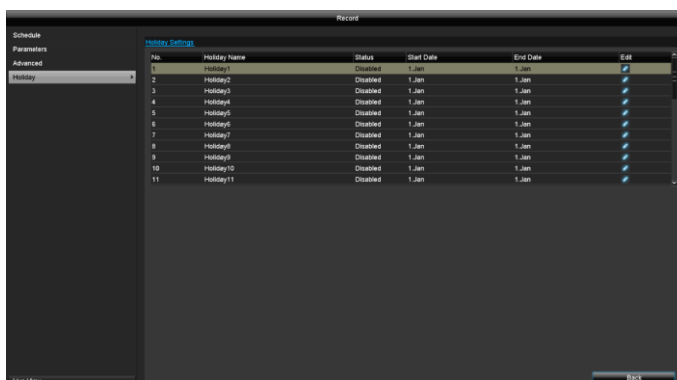 Record
Schedule
Parameters
Advanced
Holiday
Holiday Settings
No. Holiday Name Status Start Date End Date Edit
1 Holiday1 Disabled 1.Jan 1.Jan
2 Holiday2 Disabled 1.Jan 1.Jan
3 Holiday3 Disabled 1.Jan 1.Jan
4 Holiday4 Disabled 1.Jan 1.Jan
5 Holiday5 Disabled 1.Jan 1.Jan
6 Holiday6 Disabled 1.Jan 1.Jan
7 Holiday7 Disabled 1.Jan 1.Jan
8 Holiday8 Disabled 1.Jan 1.Jan
9 Holiday9 Disabled 1.Jan 1.Jan
10 Holiday10 Disabled 1.Jan 1.Jan
11 Holiday11 Disabled 1.Jan 1.Jan
Back